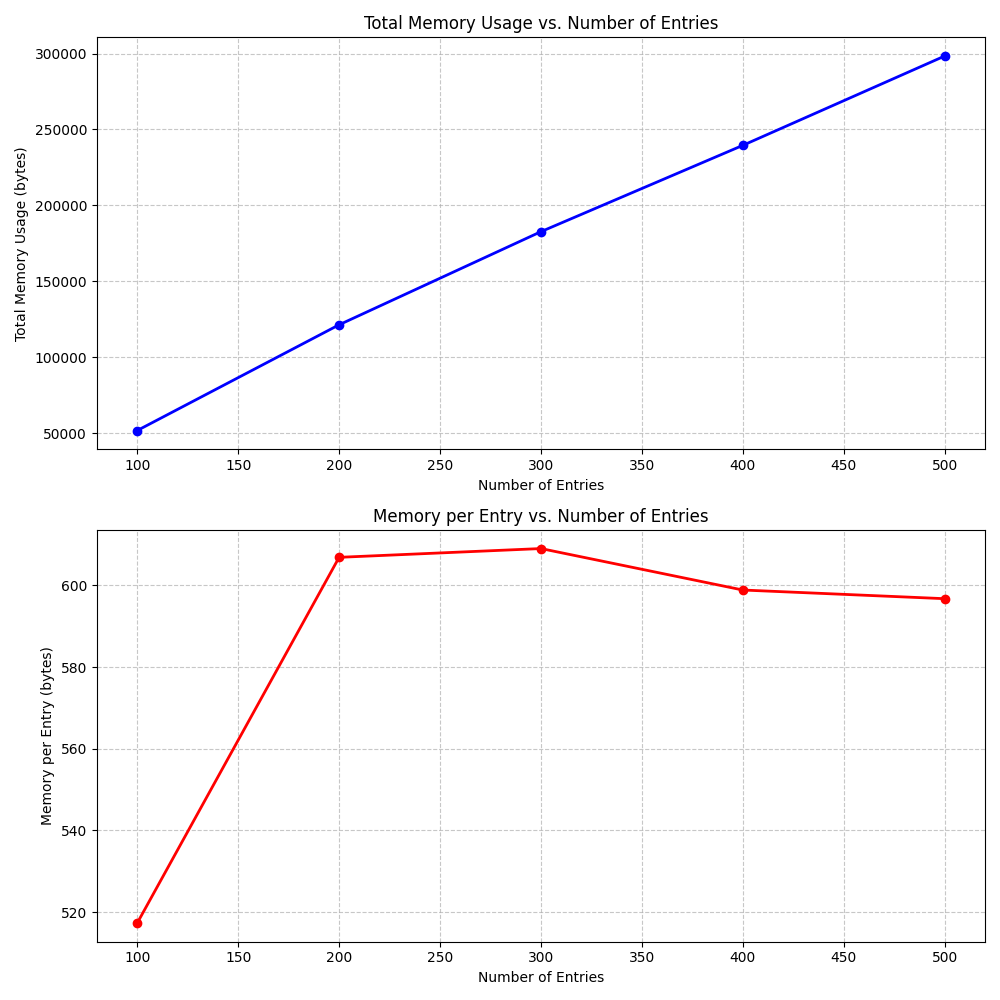 Total Memory Usage vs. Number of Entries
300000
250000
200000
150000
100000
50000
Total Memory Usage (bytes)
100 150 200 250 300 350 400 450 500
Number of Entries
Memory per Entry vs. Number of Entries
600
580
560
540
520
Memory per Entry (bytes)
100 150 200 250 300 350 400 450 500
Number of Entries